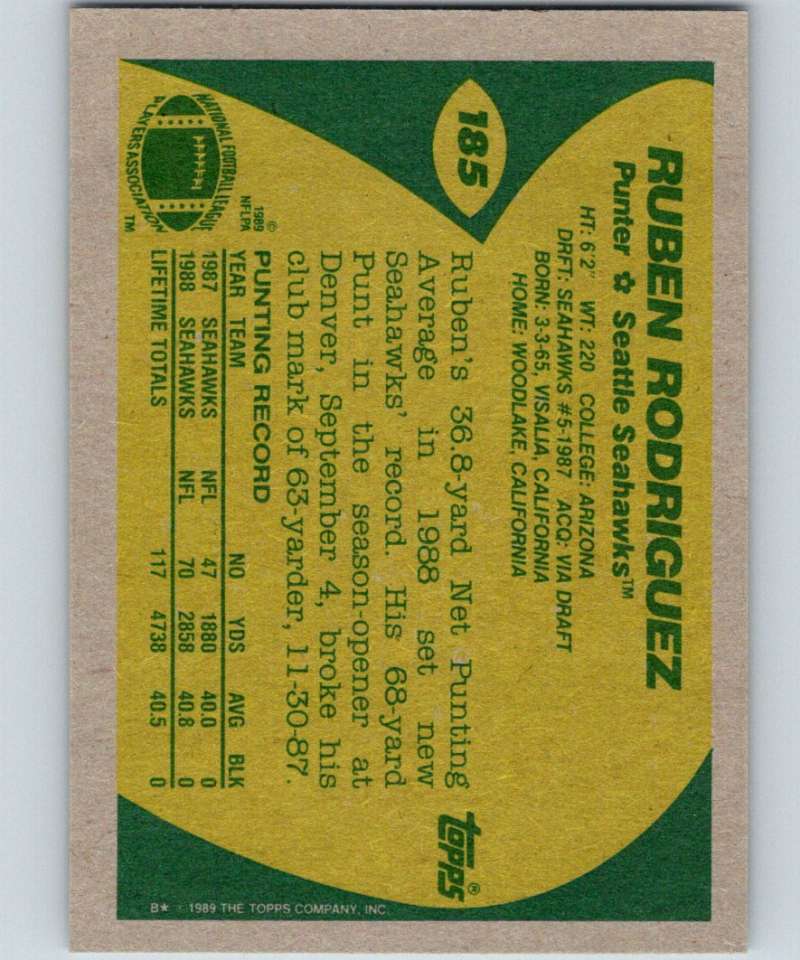 185
RUBEN RODRIGUEZ
Punter ✿ Seattle Seahawks™
HT: 6'2" WT: 220 COLLEGE: ARIZONA
DRFT: SEAHAWKS #5-1987 ACQ: VIA DRAFT
BORN: 3-3-65, VISALIA, CALIFORNIA
HOME: WOODLAKE, CALIFORNIA
Ruben's 36.8-yard Net Punting
Average in 1988 set new
Seahawks' record. His 68-yard
Punt in the season-opener at
Denver, September 4, broke his
club mark of 63-yarder, 11-30-87.
topps®
NATIONAL FOOTBALL LEAGUE
PLAYERS ASSOCIATION
™
©
1989
NFLPA
PUNTING RECORD
YEAR TEAM NO YDS AVG BLK
1987 SEAHAWKS NFL 47 1880 40.0 0
1988 SEAHAWKS NFL 70 2858 40.8 0
LIFETIME TOTALS 117 4738 40.5 0
B★ · 1989 THE TOPPS COMPANY, INC.